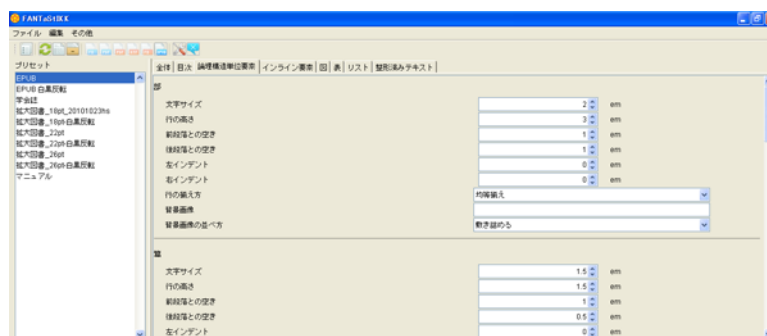 FANTaStIKK
ファイル 編集 その他
プリセット
全体 目次 論理構造単位要素 インライン要素 図 表 リスト 整形済みテキスト
EPUB
EPUB 白黒反転
学会誌
拡大図書_18pt_20101023hs
拡大図書_18pt-白黒反転
拡大図書_22pt
拡大図書_22pt-白黒反転
拡大図書_26pt
拡大図書_26pt-白黒反転
マニュアル
部
文字サイズ 2 em
行の高さ 3 em
前段落との空き 1 em
後段落との空き 1 em
左インデント 0 em
右インデント 0 em
行の揃え方 均等揃え
背景画像
背景画像の並べ方 敷き詰める
章
文字サイズ 1.5 em
行の高さ 1.5 em
前段落との空き 1 em
後段落との空き 0.5 em
左インデント 0 em